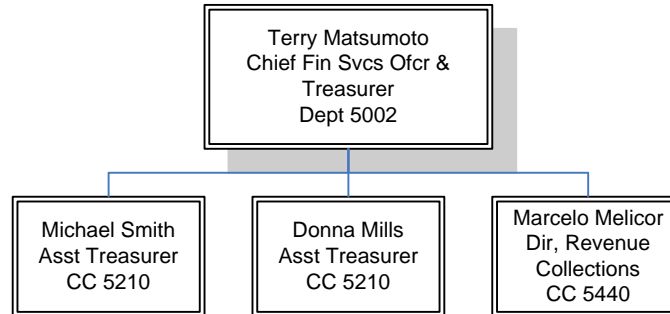 Terry Matsumoto
Chief Fin Svcs Ofcr &
Treasurer
Dept 5002
Michael Smith
Asst Treasurer
CC 5210
Donna Mills
Asst Treasurer
CC 5210
Marcelo Melicor
Dir, Revenue
Collections
CC 5440